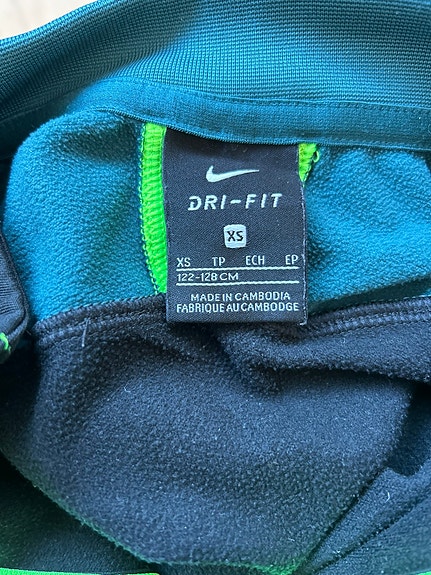 DRI-FIT
XS
XS TP ECH EP
122-128 CM
MADE IN CAMBODIA
FABRIQUE AU CAMBODGE